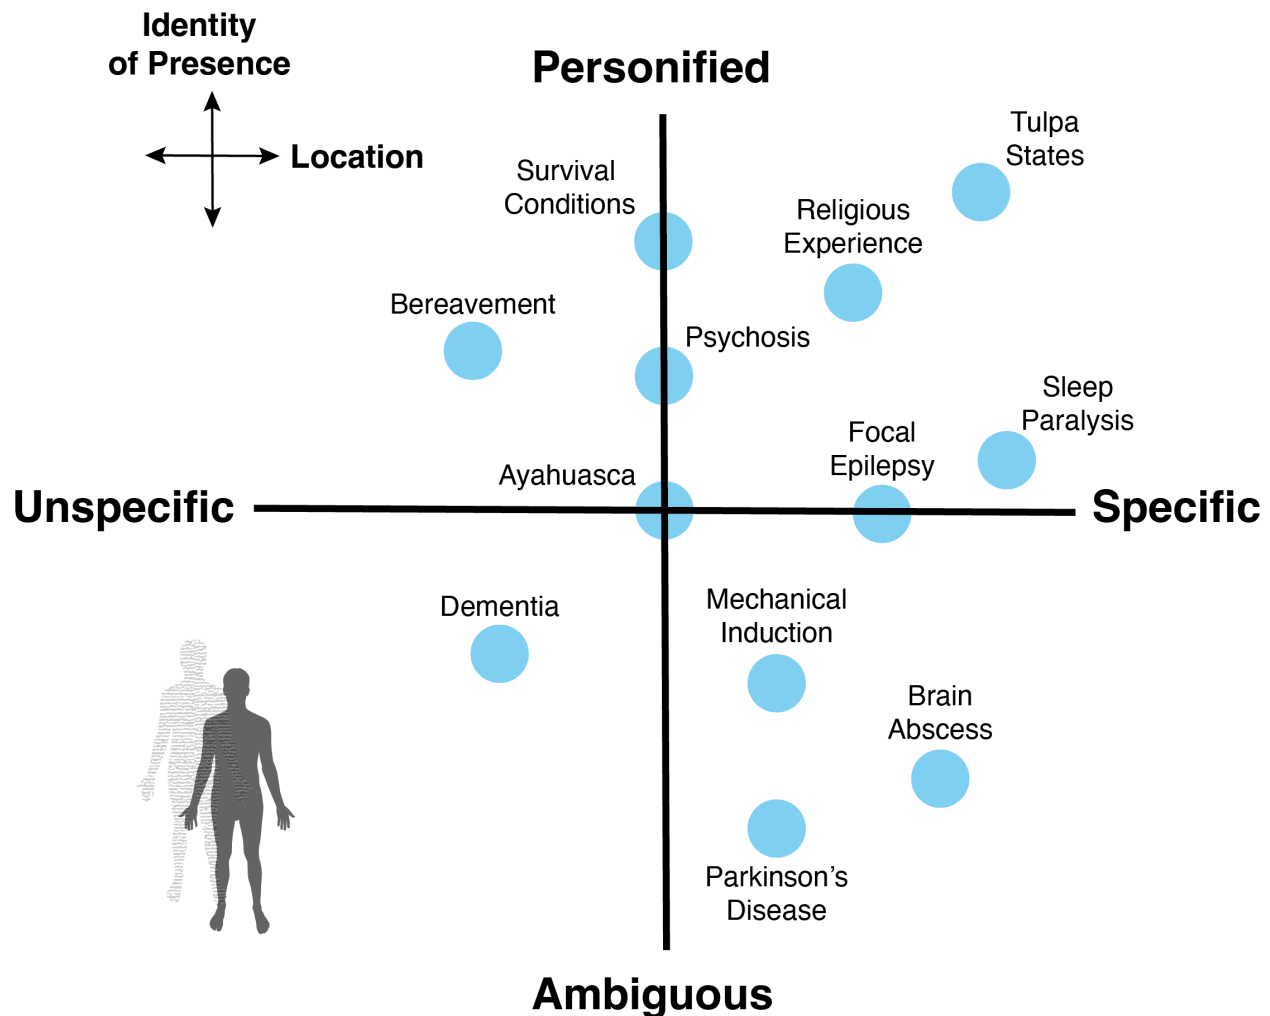 Identity
of Presence
Location
Personified
Tulpa
States
Survival
Conditions
Religious
Experience
Bereavement
Psychosis
Sleep
Paralysis
Focal
Epilepsy
Ayahuasca
Unspecific
Specific
Dementia
Mechanical
Induction
Brain
Abscess
Parkinson’s
Disease
Ambiguous